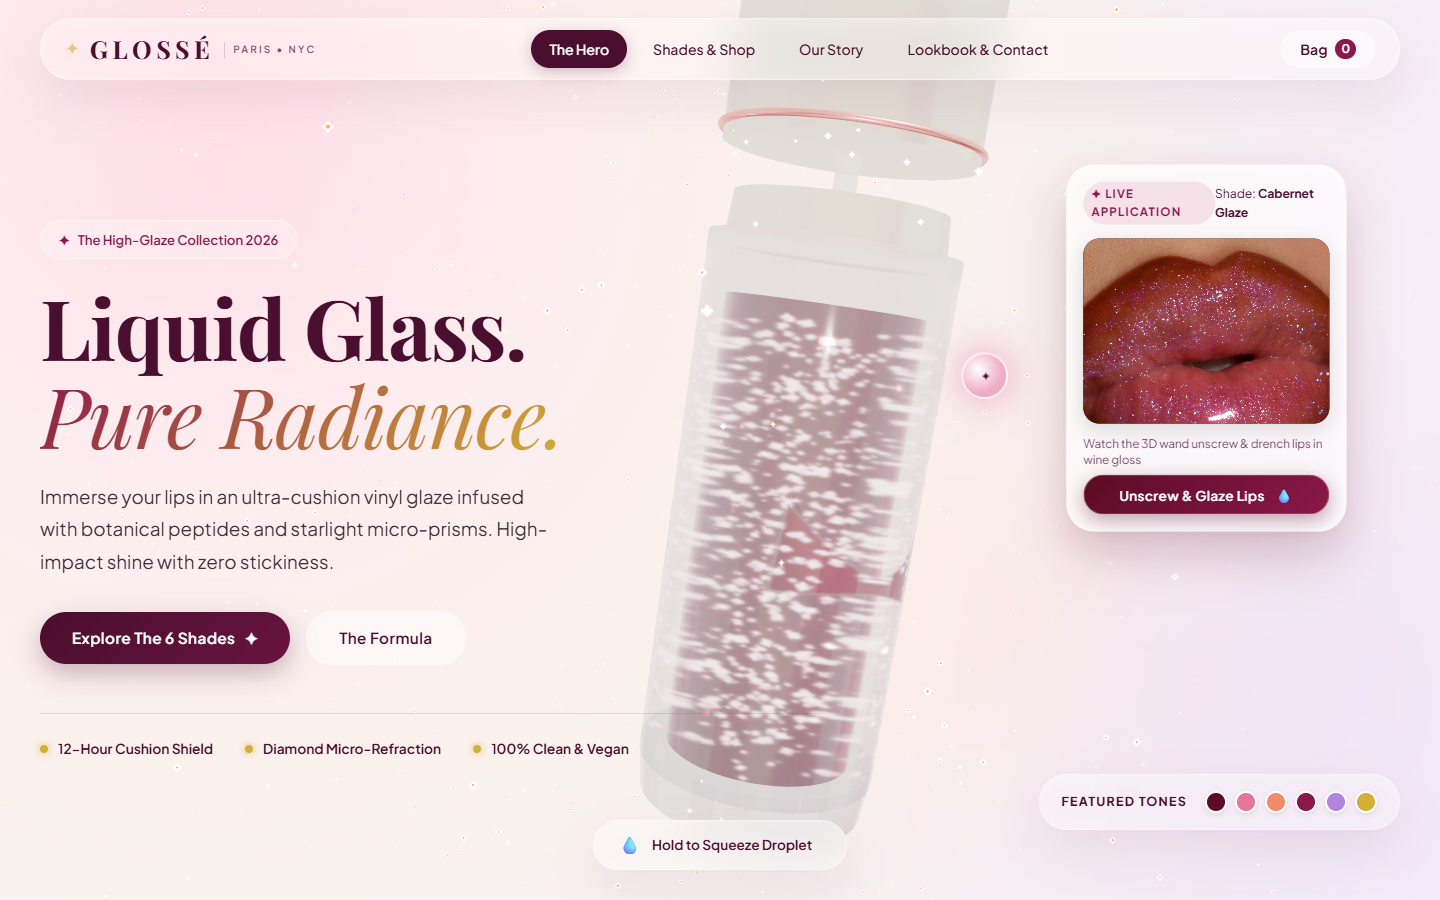 GLOSSÉ
PARIS • NYC
The Hero
Shades & Shop
Our Story
Lookbook & Contact
Bag 0
✦ The High-Glaze Collection 2026
Liquid Glass.
Pure Radiance.
Immerse your lips in an ultra-cushion vinyl glaze infused
with botanical peptides and starlight micro-prisms. High-
impact shine with zero stickiness.
Explore The 6 Shades ✦
The Formula
12-Hour Cushion Shield
Diamond Micro-Refraction
100% Clean & Vegan
✦ LIVE
APPLICATION
Shade: Cabernet
Glaze
Watch the 3D wand unscrew & drench lips in
wine gloss
Unscrew & Glaze Lips
FEATURED TONES
Hold to Squeeze Droplet